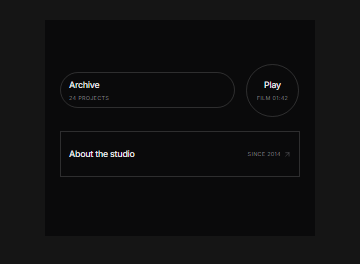 Archive
24 PROJECTS
Play
FILM 01:42
About the studio
SINCE 2014